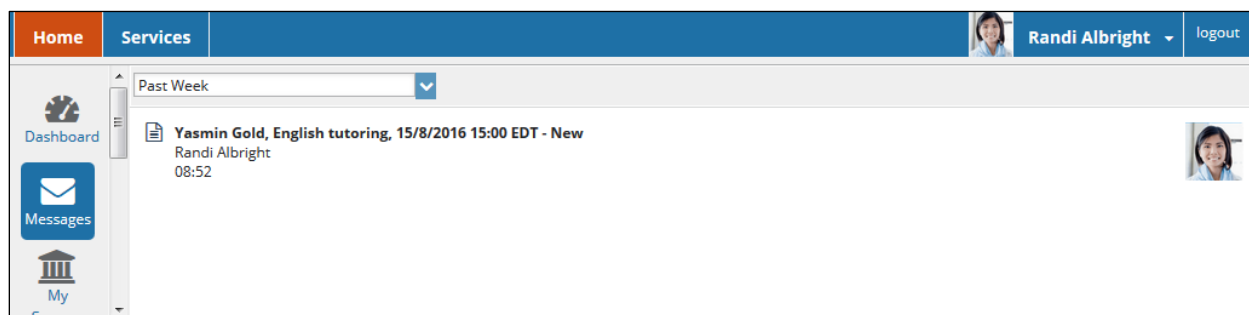 Home
Services
Randi Albright
logout
Past Week
Dashboard
Messages
My
Yasmin Gold, English tutoring, 15/8/2016 15:00 EDT - New
Randi Albright
08:52